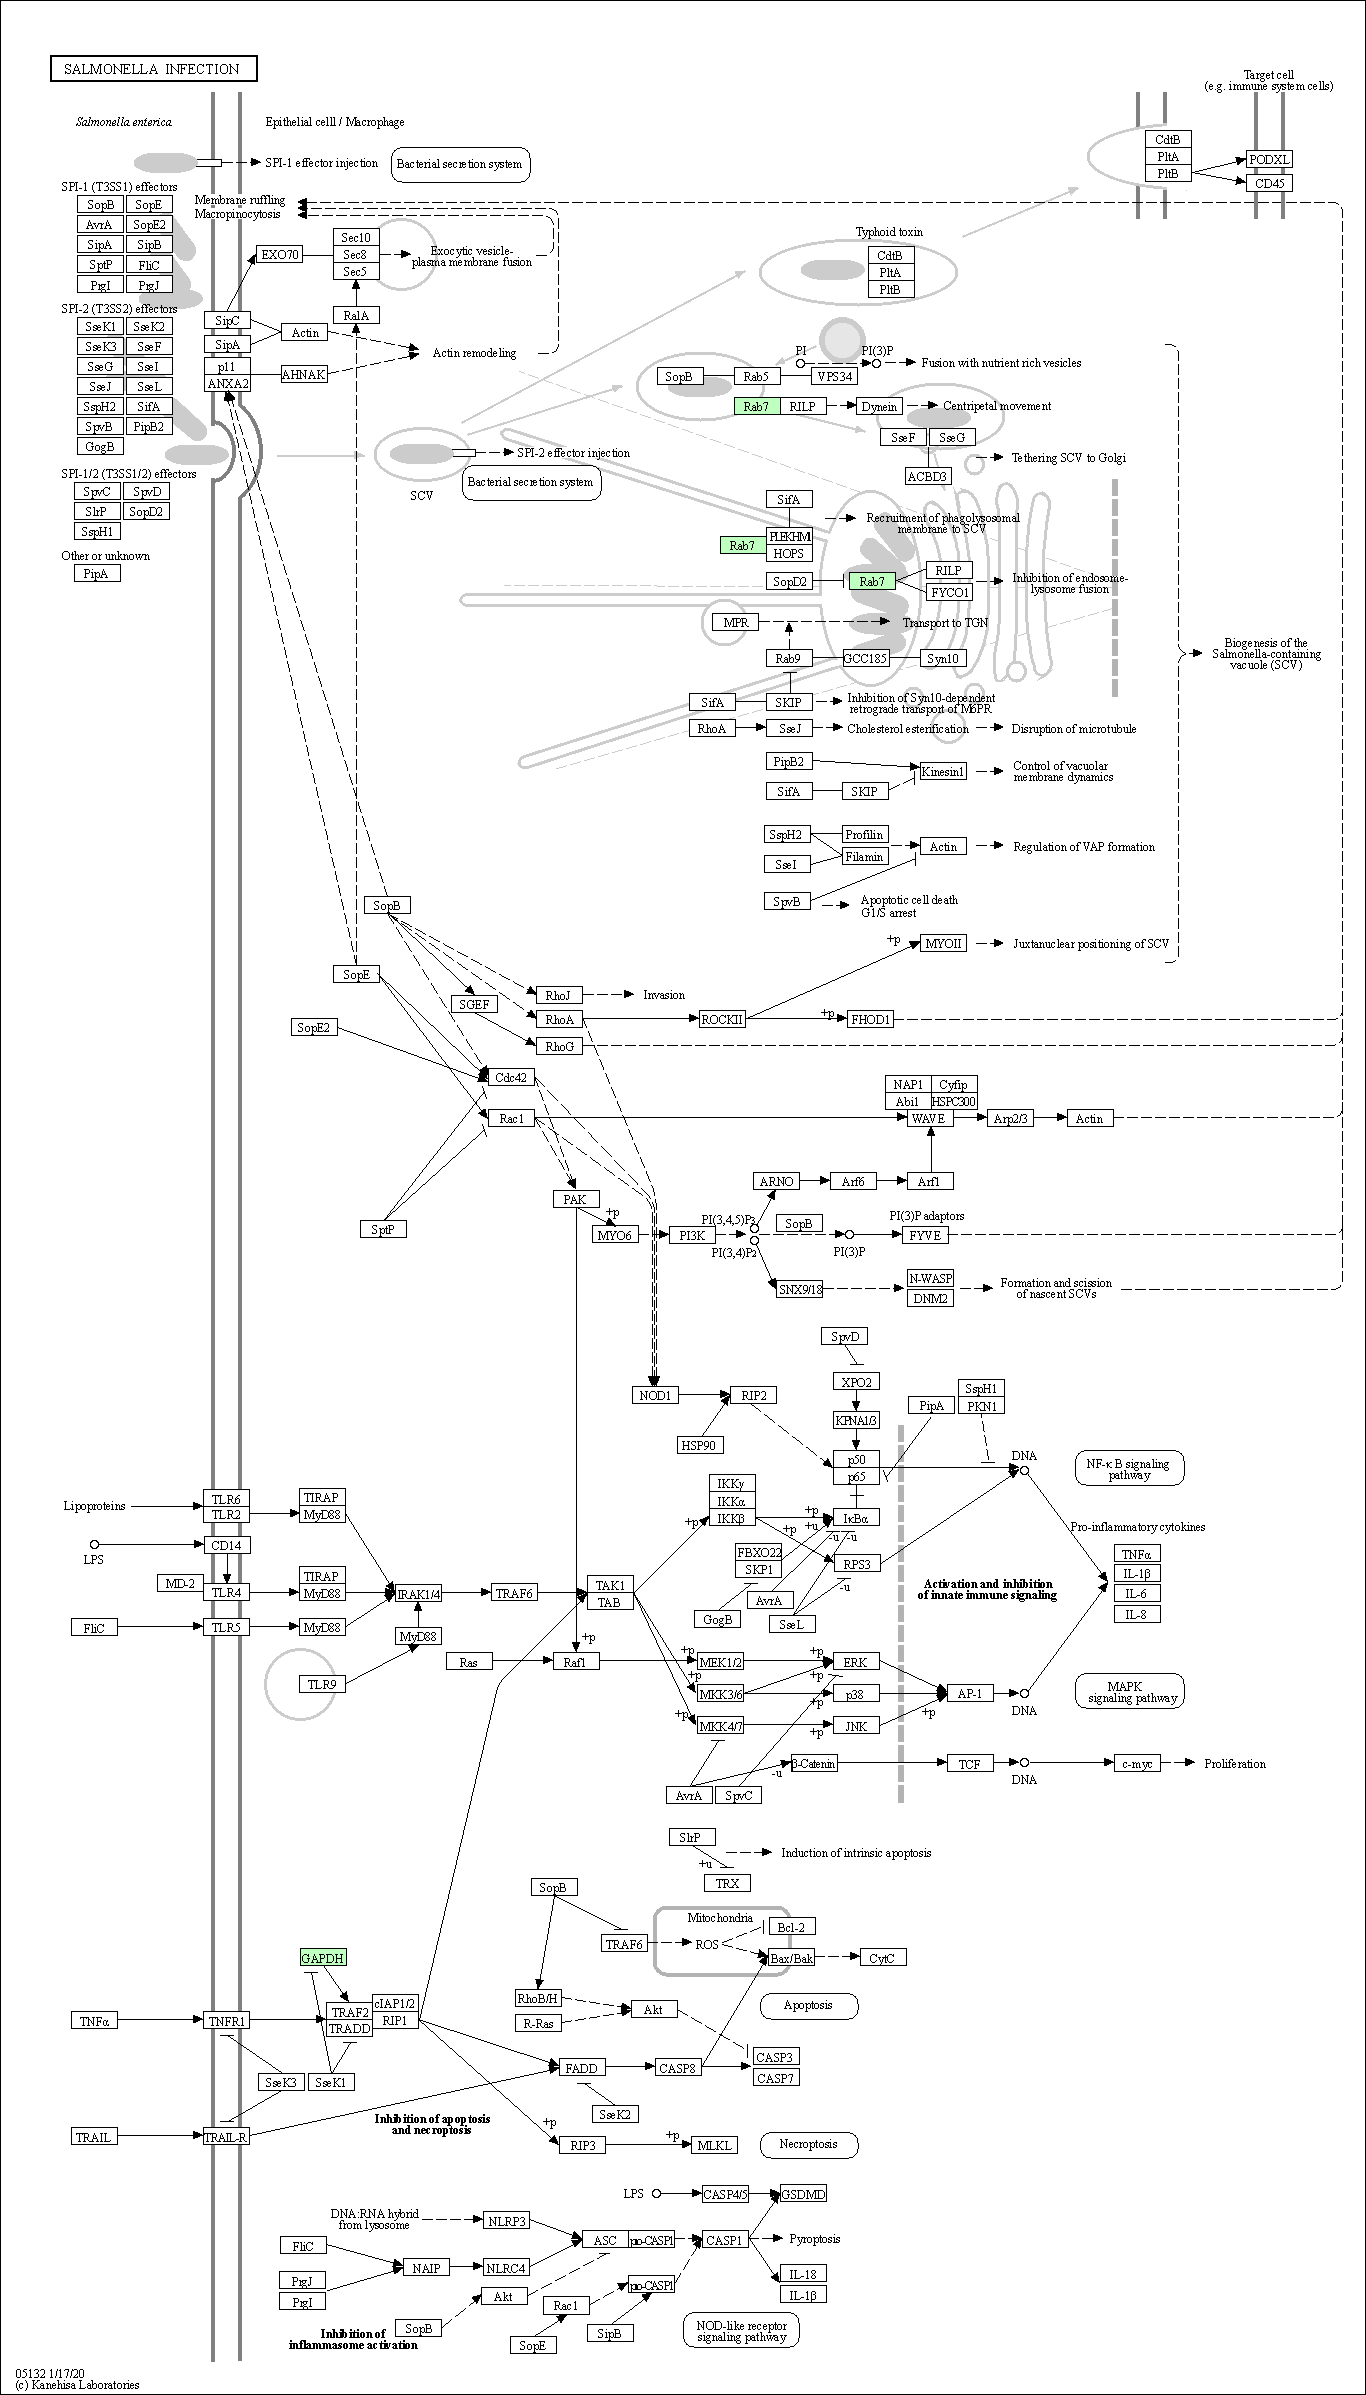 SALMONELLA INFECTION
Target cell
(e.g. immune system cells)
Salmonella enterica
Epithelial celll / Macrophage
SPI-1 effector injection
Bacterial secretion system
CdtB
PltA
PltB
PODXL
CD45
SPI-1 (T3SS1) effectors
SopB
SopE
AvrA
SopE2
SipA
SipB
SptP
FliC
PrgI
PrgJ
Membrane ruffling
Macropinocytosis
EXO70
Sec10
Sec8
Sec5
Exocytic vesicle-
plasma membrane fusion
Typhoid toxin
CdtB
PltA
PltB
SPI-2 (T3SS2) effectors
SseK1
SseK2
SseK3
SseF
SseG
SseI
SseJ
SseL
SspH2
SifA
SpvB
PipB2
GogB
SipC
SipA
p11
ANXA2
Actin
AHNAK
RalA
Actin remodeling
SopB
Rab5
PI
PI(3)P
VPS34
Fusion with nutrient rich vesicles
Rab7
RILP
Dynein
Centripetal movement
SseF
SseG
ACBD3
Tethering SCV to Golgi
SPI-1/2 (T3SS1/2) effectors
SpvC
SpvD
SlrP
SopD2
SspH1
Other or unknown
PipA
SCV
SPI-2 effector injection
Bacterial secretion system
SifA
Rab7
PLEKHM1
HOPS
Recruitment of phagolysosomal
membrane to SCV
SopD2
Rab7
RILP
FYCO1
Inhibition of endosome-
lysosome fusion
MPR
Transport to TGN
Rab9
GCC185
Syn10
Biogenesis of the
Salmonella-containing
vacuole (SCV)
SifA
SKIP
Inhibition of Syn10-dependent
retrograde transport of M6PR
RhoA
SseJ
Cholesterol esterification
Disruption of microtubule
PipB2
SifA
SKIP
Kinesin1
Control of vacuolar
membrane dynamics
SspH2
SseI
Profilin
Filamin
Actin
Regulation of VAP formation
SpvB
Apoptotic cell death
G1/S arrest
SopB
+p
MYOII
Juxtanuclear positioning of SCV
SopE
SGEF
RhoJ
Invasion
RhoA
ROCKII
+p
FHOD1
SopE2
RhoG
Cdc42
Rac1
NAP1
Cyfip
Abi1
HSPC300
WAVE
Arp2/3
Actin
SptP
PAK
+p
MYO6
PI3K
ARNO
Arf6
Arf1
PI(3,4,5)P3
PI(3,4)P2
SopB
PI(3)P
PI(3)P adaptors
FYVE
SNX9/18
N-WASP
DNM2
Formation and scission
of nascent SCVs
SpvD
NOD1
RIP2
HSP90
XPO2
KPNA1/3
p50
p65
PipA
SspH1
PKN1
DNA
NF-κB signaling
pathway
Lipoproteins
TLR6
TLR2
TIRAP
MyD88
LPS
CD14
MD-2
TLR4
TIRAP
MyD88
FliC
TLR5
MyD88
MyD88
TLR9
IRAK1/4
TRAF6
TAK1
TAB
IKKγ
IKKα
IKKβ
+p
+p
+u
+p
-u
-u
IκBα
FBXO22
SKP1
RPS3
GogB
AvrA
SseL
-u
Pro-inflammatory cytokines
TNFα
IL-1β
IL-6
IL-8
Activation and inhibition
of innate immune signaling
+p
Ras
Raf1
+p
MEK1/2
+p
ERK
+p
MKK3/6
+p
p38
+p
+p
MKK4/7
JNK
+p
+p
AP-1
DNA
MAPK
signaling pathway
AvrA
SpvC
-u
β-Catenin
TCF
DNA
c-myc
Proliferation
SlrP
+u
TRX
Induction of intrinsic apoptosis
SopB
TRAF6
Mitochondria
ROS
Bcl-2
Bax/Bak
CytC
GAPDH
TNFα
TNFR1
TRAF2
TRADD
cIAP1/2
RIP1
RhoB/H
R-Ras
Akt
Apoptosis
SseK3
SseK1
FADD
CASP8
CASP3
CASP7
SseK2
TRAIL
TRAIL-R
Inhibition of apoptosis
and necroptosis
+p
RIP3
+p
MLKL
Necroptosis
LPS
CASP4/5
GSDMD
DNA:RNA hybrid
from lysosome
NLRP3
ASC
pro-CASP1
CASP1
Pyroptosis
FliC
PrgJ
PrgI
NAIP
NLRC4
Akt
pro-CASP1
IL-18
IL-1β
Rac1
SopB
SopE
SipB
Inhibition of
inflammasome activation
NOD-like receptor
signaling pathway
05132 1/17/20
(c) Kanehisa Laboratories